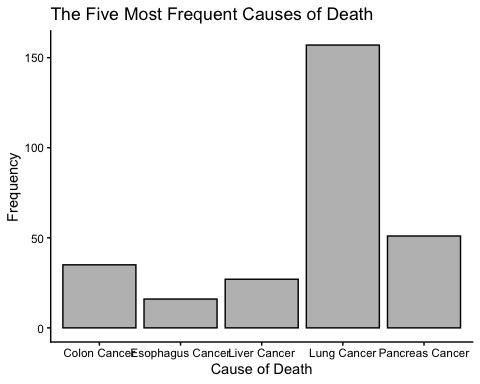 The Five Most Frequent Causes of Death
150
100
50
0
Frequency
Colon Cancer Esophagus Cancer Liver Cancer Lung Cancer Pancreas Cancer
Cause of Death